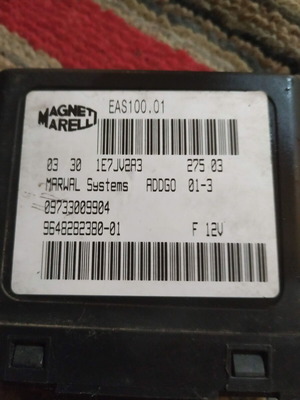 MAGNETI MARELLI
EAS100.01
03 30 1E7JV2A3 275 03
MARWAL Systems ADDGO 01-3
09733009904
9648282380-01 F 12V